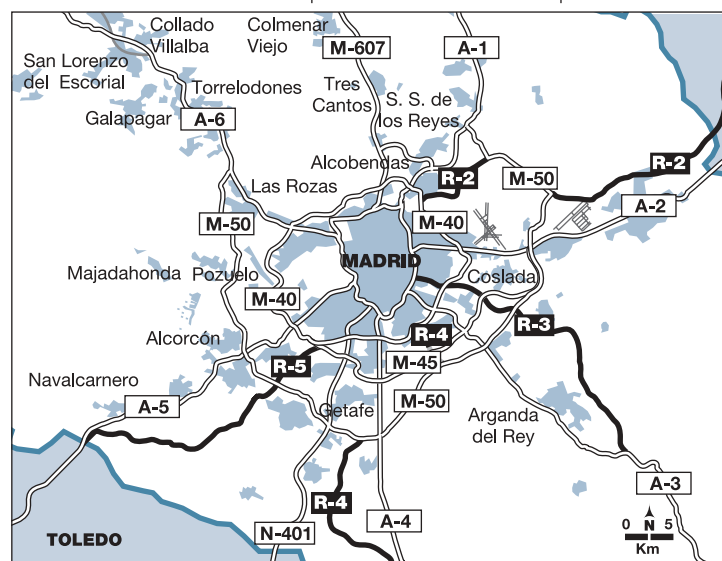 Collado
Villalba
Colmenar
Viejo
M-607
A-1
San Lorenzo
del Escorial
Torrelodones
Tres
Cantos
S. S. de
los Reyes
Galapagar
A-6
Alcobendas
R-2
R-2
M-50
Las Rozas
A-2
M-50
M-40
MADRID
Majadahonda
Pozuelo
Coslada
M-40
R-3
Alcorcón
R-4
R-5
M-45
Navalcarnero
A-5
Getafe
M-50
Arganda
del Rey
A-3
R-4
A-4
N-401
TOLEDO
0 N 5
Km